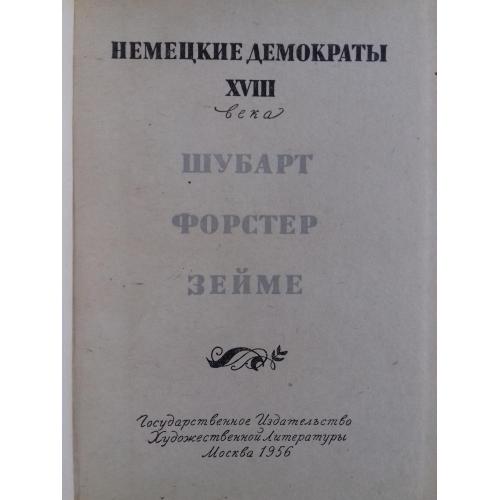 НЕМЕЦКИЕ ДЕМОКРАТЫ
XVIII
века
ШУБАРТ
ФОРСТЕР
ЗЕЙМЕ
Государственное Издательство
Художественной Литературы
Москва 1956